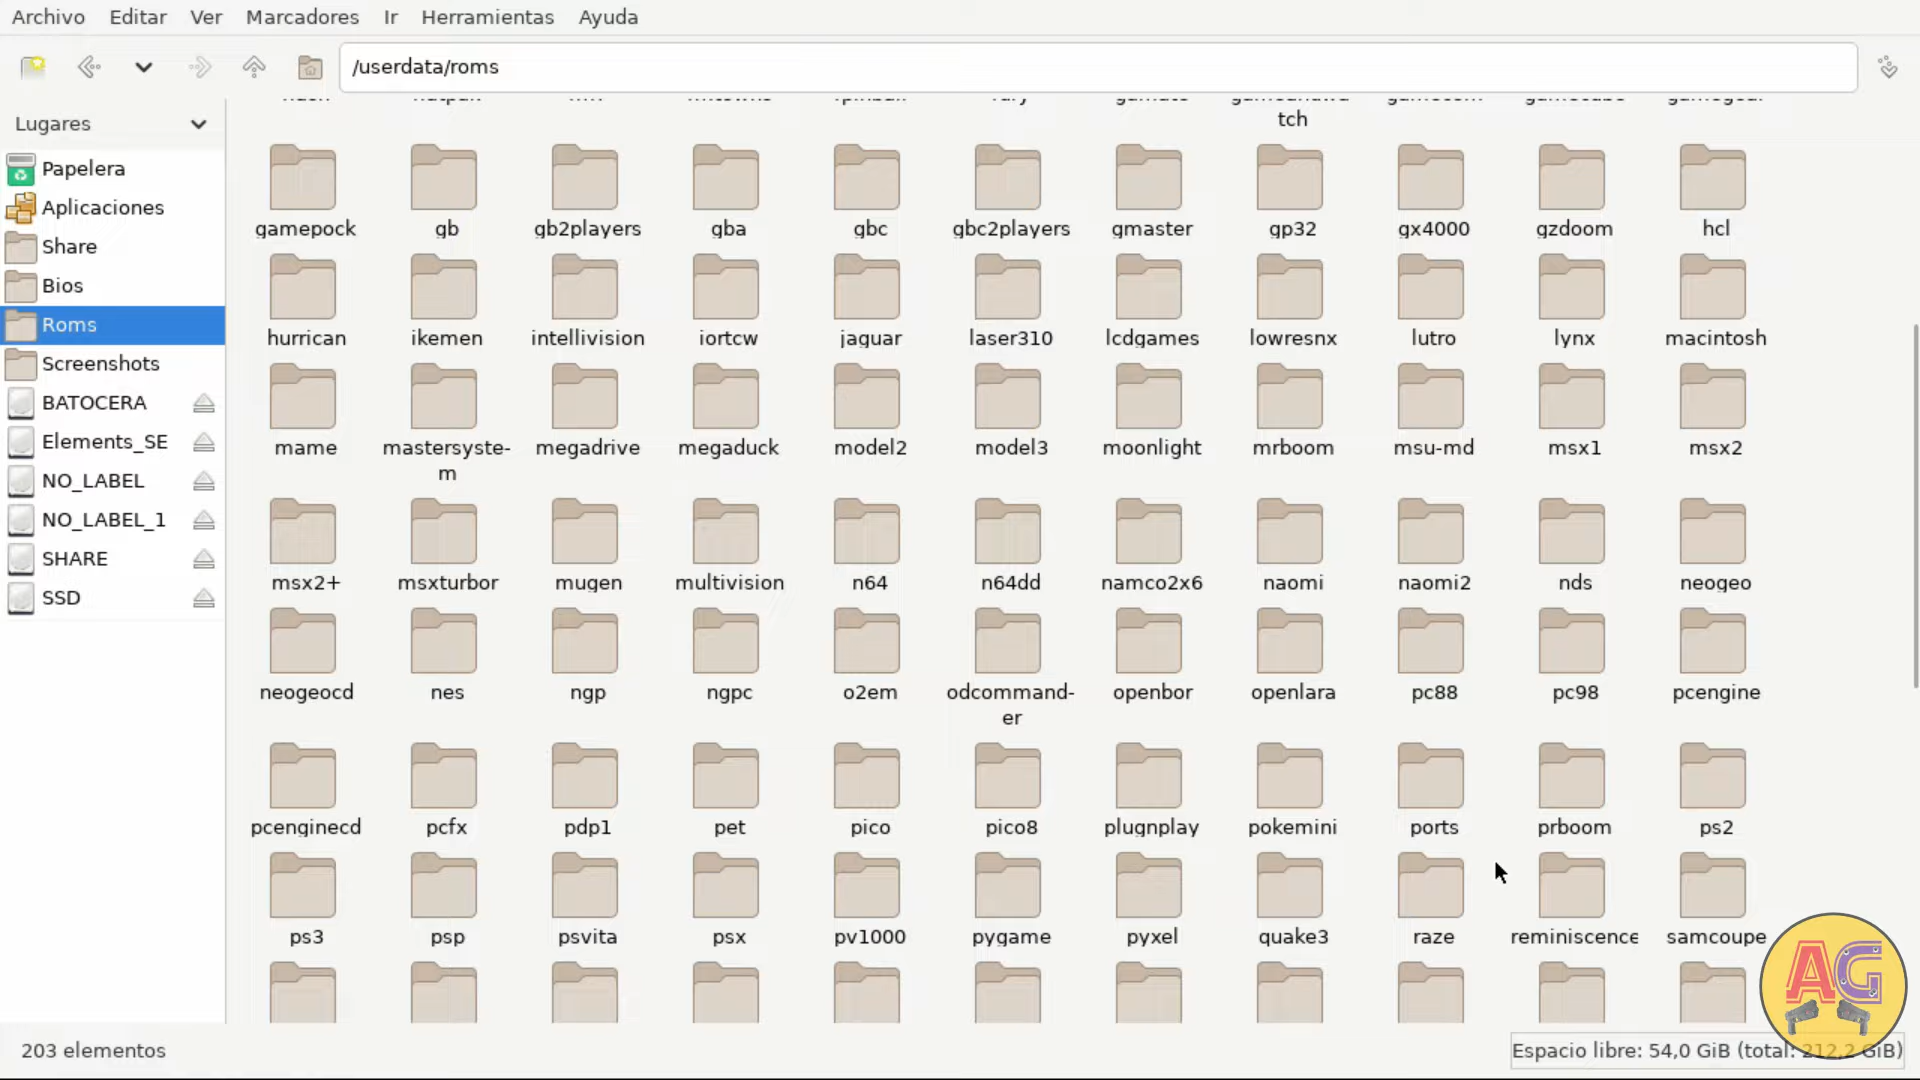 Archivo Editar Ver Marcadores Ir Herramientas Ayuda
/userdata/roms
Lugares
Papelera
Aplicaciones
Share
Bios
Roms
Screenshots
BATOCERA
Elements_SE
NO_LABEL
NO_LABEL_1
SHARE
SSD
tch
gamepock gb gb2players gba gbc gbc2players gmaster gp32 gx4000 gzdoom hcl
hurrican ikemen intellivision iortcw jaguar laser310 lcdgames lowresnx lutro lynx macintosh
mame mastersyste- megadrive megaduck model2 model3 moonlight mrboom msu-md msx1 msx2
m
msx2+ msxturbor mugen multivision n64 n64dd namco2x6 naomi naomi2 nds neogeo
neogeocd nes ngp ngpc o2em odcommand- openbor openlara pc88 pc98 pcengine
er
pcenginecd pcfx pdp1 pet pico pico8 plugnplay pokemini ports prboom ps2
ps3 psp psvita psx pv1000 pygame pyxel quake3 raze reminiscence samcoupe
AG
203 elementos
Espacio libre: 54,0 GiB (total: 212,2 GiB)